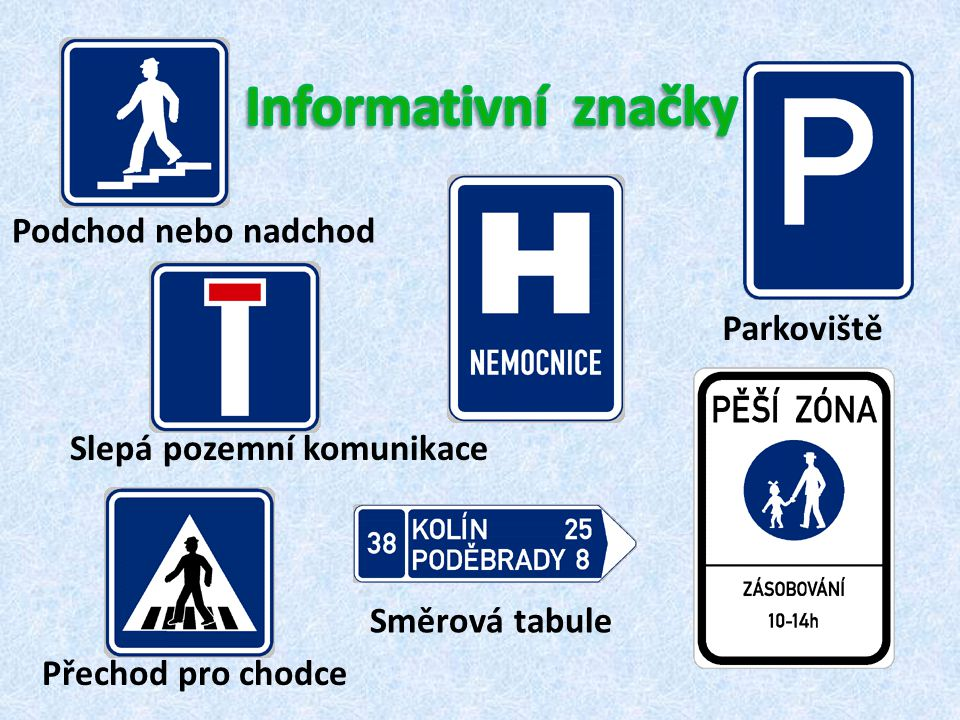 Informativní značky
P
Podchod nebo nadchod
H
NEMOCNICE
Parkoviště
Slepá pozemní komunikace
PĚŠÍ ZÓNA
ZÁSOBOVÁNÍ
10-14h
38
KOLÍN 25
PODĚBRADY 8
Směrová tabule
Přechod pro chodce